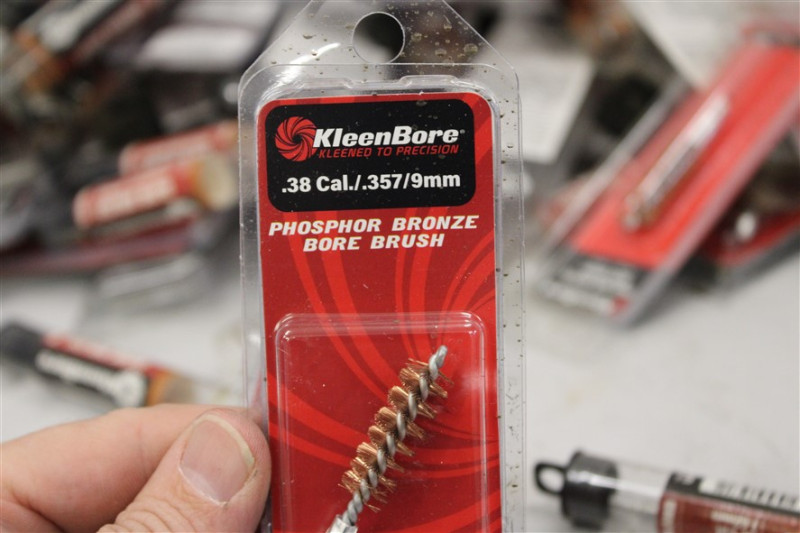 KleenBore®
KLEENED TO PRECISION
.38 Cal./.357/9mm
PHOSPHOR BRONZE
BORE BRUSH